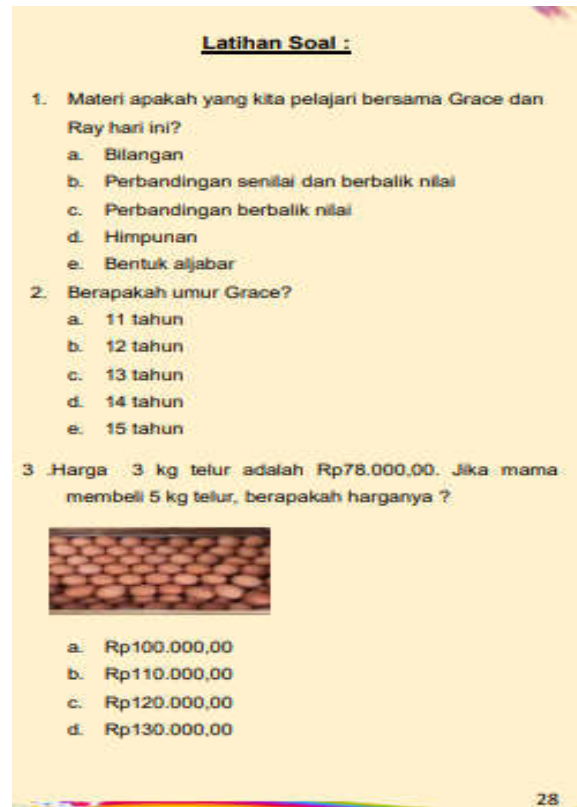 Latihan Soal :
1. Materi apakah yang kita pelajari bersama Grace dan
Ray hari ini?
a. Bilangan
b. Perbandingan senilai dan berbalik nilai
c. Perbandingan berbalik nilai
d. Himpunan
e. Bentuk aljabar
2. Berapakah umur Grace?
a. 11 tahun
b. 12 tahun
c. 13 tahun
d. 14 tahun
e. 15 tahun
3 .Harga 3 kg telur adalah Rp78.000,00. Jika mama
membeli 5 kg telur, berapakah harganya ?
a. Rp100.000,00
b. Rp110.000,00
c. Rp120.000,00
d. Rp130.000,00
28